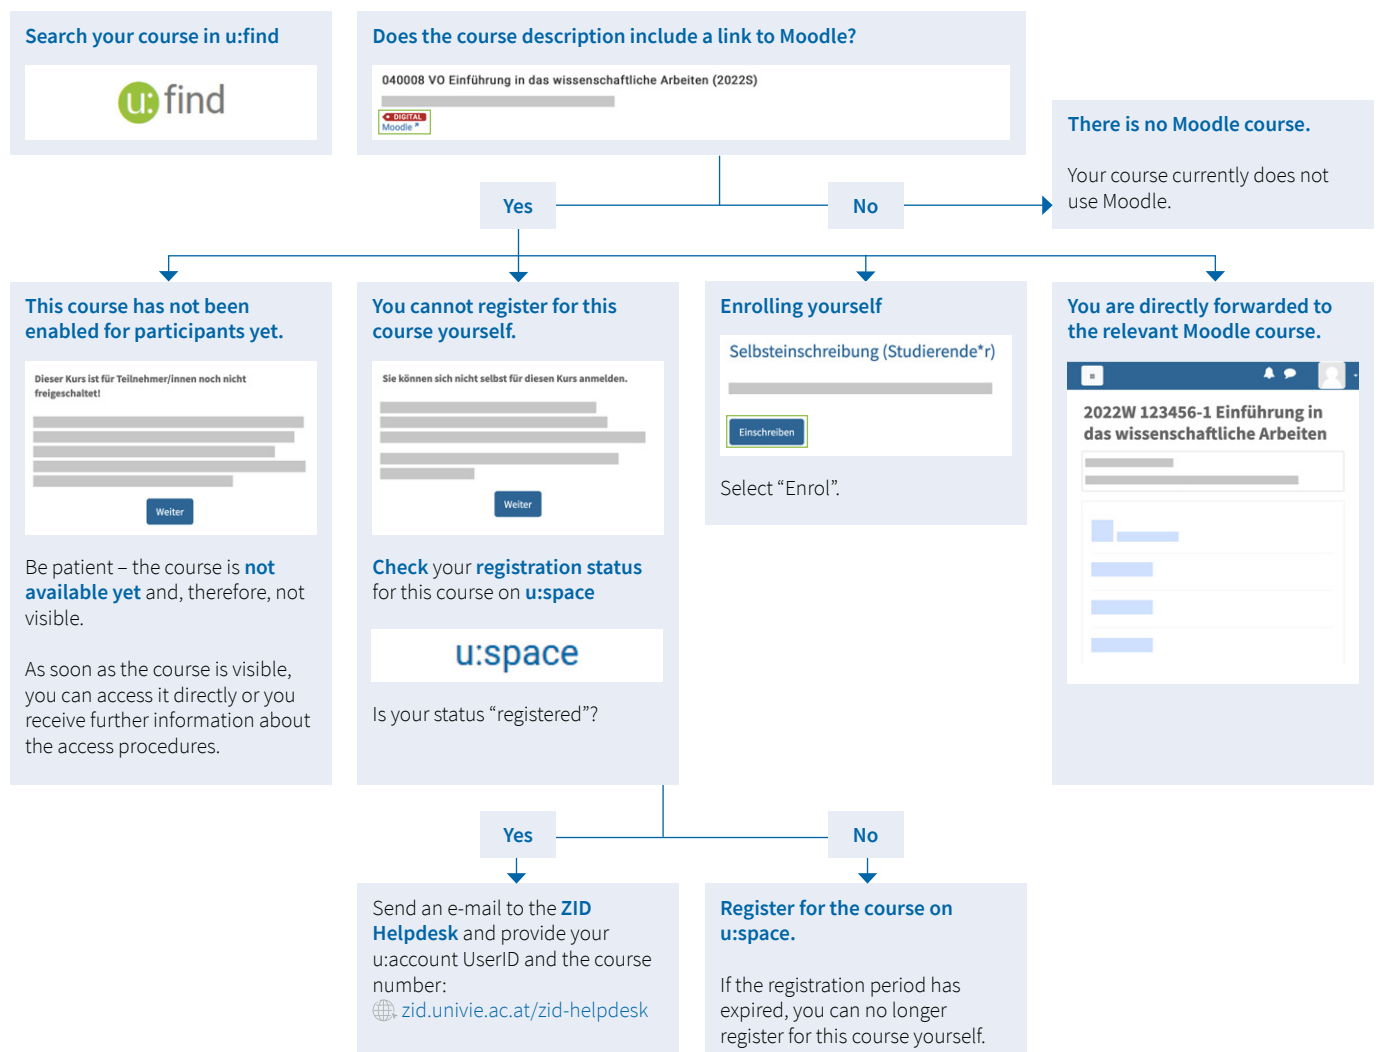 Search your course in u:find
u: find
Does the course description include a link to Moodle?
040008 VO Einführung in das wissenschaftliche Arbeiten (2022S)
DIGITAL
Moodle
There is no Moodle course.
Your course currently does not
use Moodle.
Yes
No
This course has not been
enabled for participants yet.
Dieser Kurs ist für Teilnehmer/innen noch nicht
freigeschaltet!
Weiter
Be patient – the course is not
available yet and, therefore, not
visible.
As soon as the course is visible,
you can access it directly or you
receive further information about
the access procedures.
You cannot register for this
course yourself.
Sie können sich nicht selbst für diesen Kurs anmelden.
Weiter
Check your registration status
for this course on u:space
u:space
Is your status “registered”?
Enrolling yourself
Selbsteinschreibung (Studierende*r)
Einschreiben
Select “Enrol”.
You are directly forwarded to
the relevant Moodle course.
2022W 123456-1 Einführung in
das wissenschaftliche Arbeiten
Yes
No
Send an e-mail to the ZID
Helpdesk and provide your
u:account UserID and the course
number:
zid.univie.ac.at/zid-helpdesk
Register for the course on
u:space.
If the registration period has
expired, you can no longer
register for this course yourself.